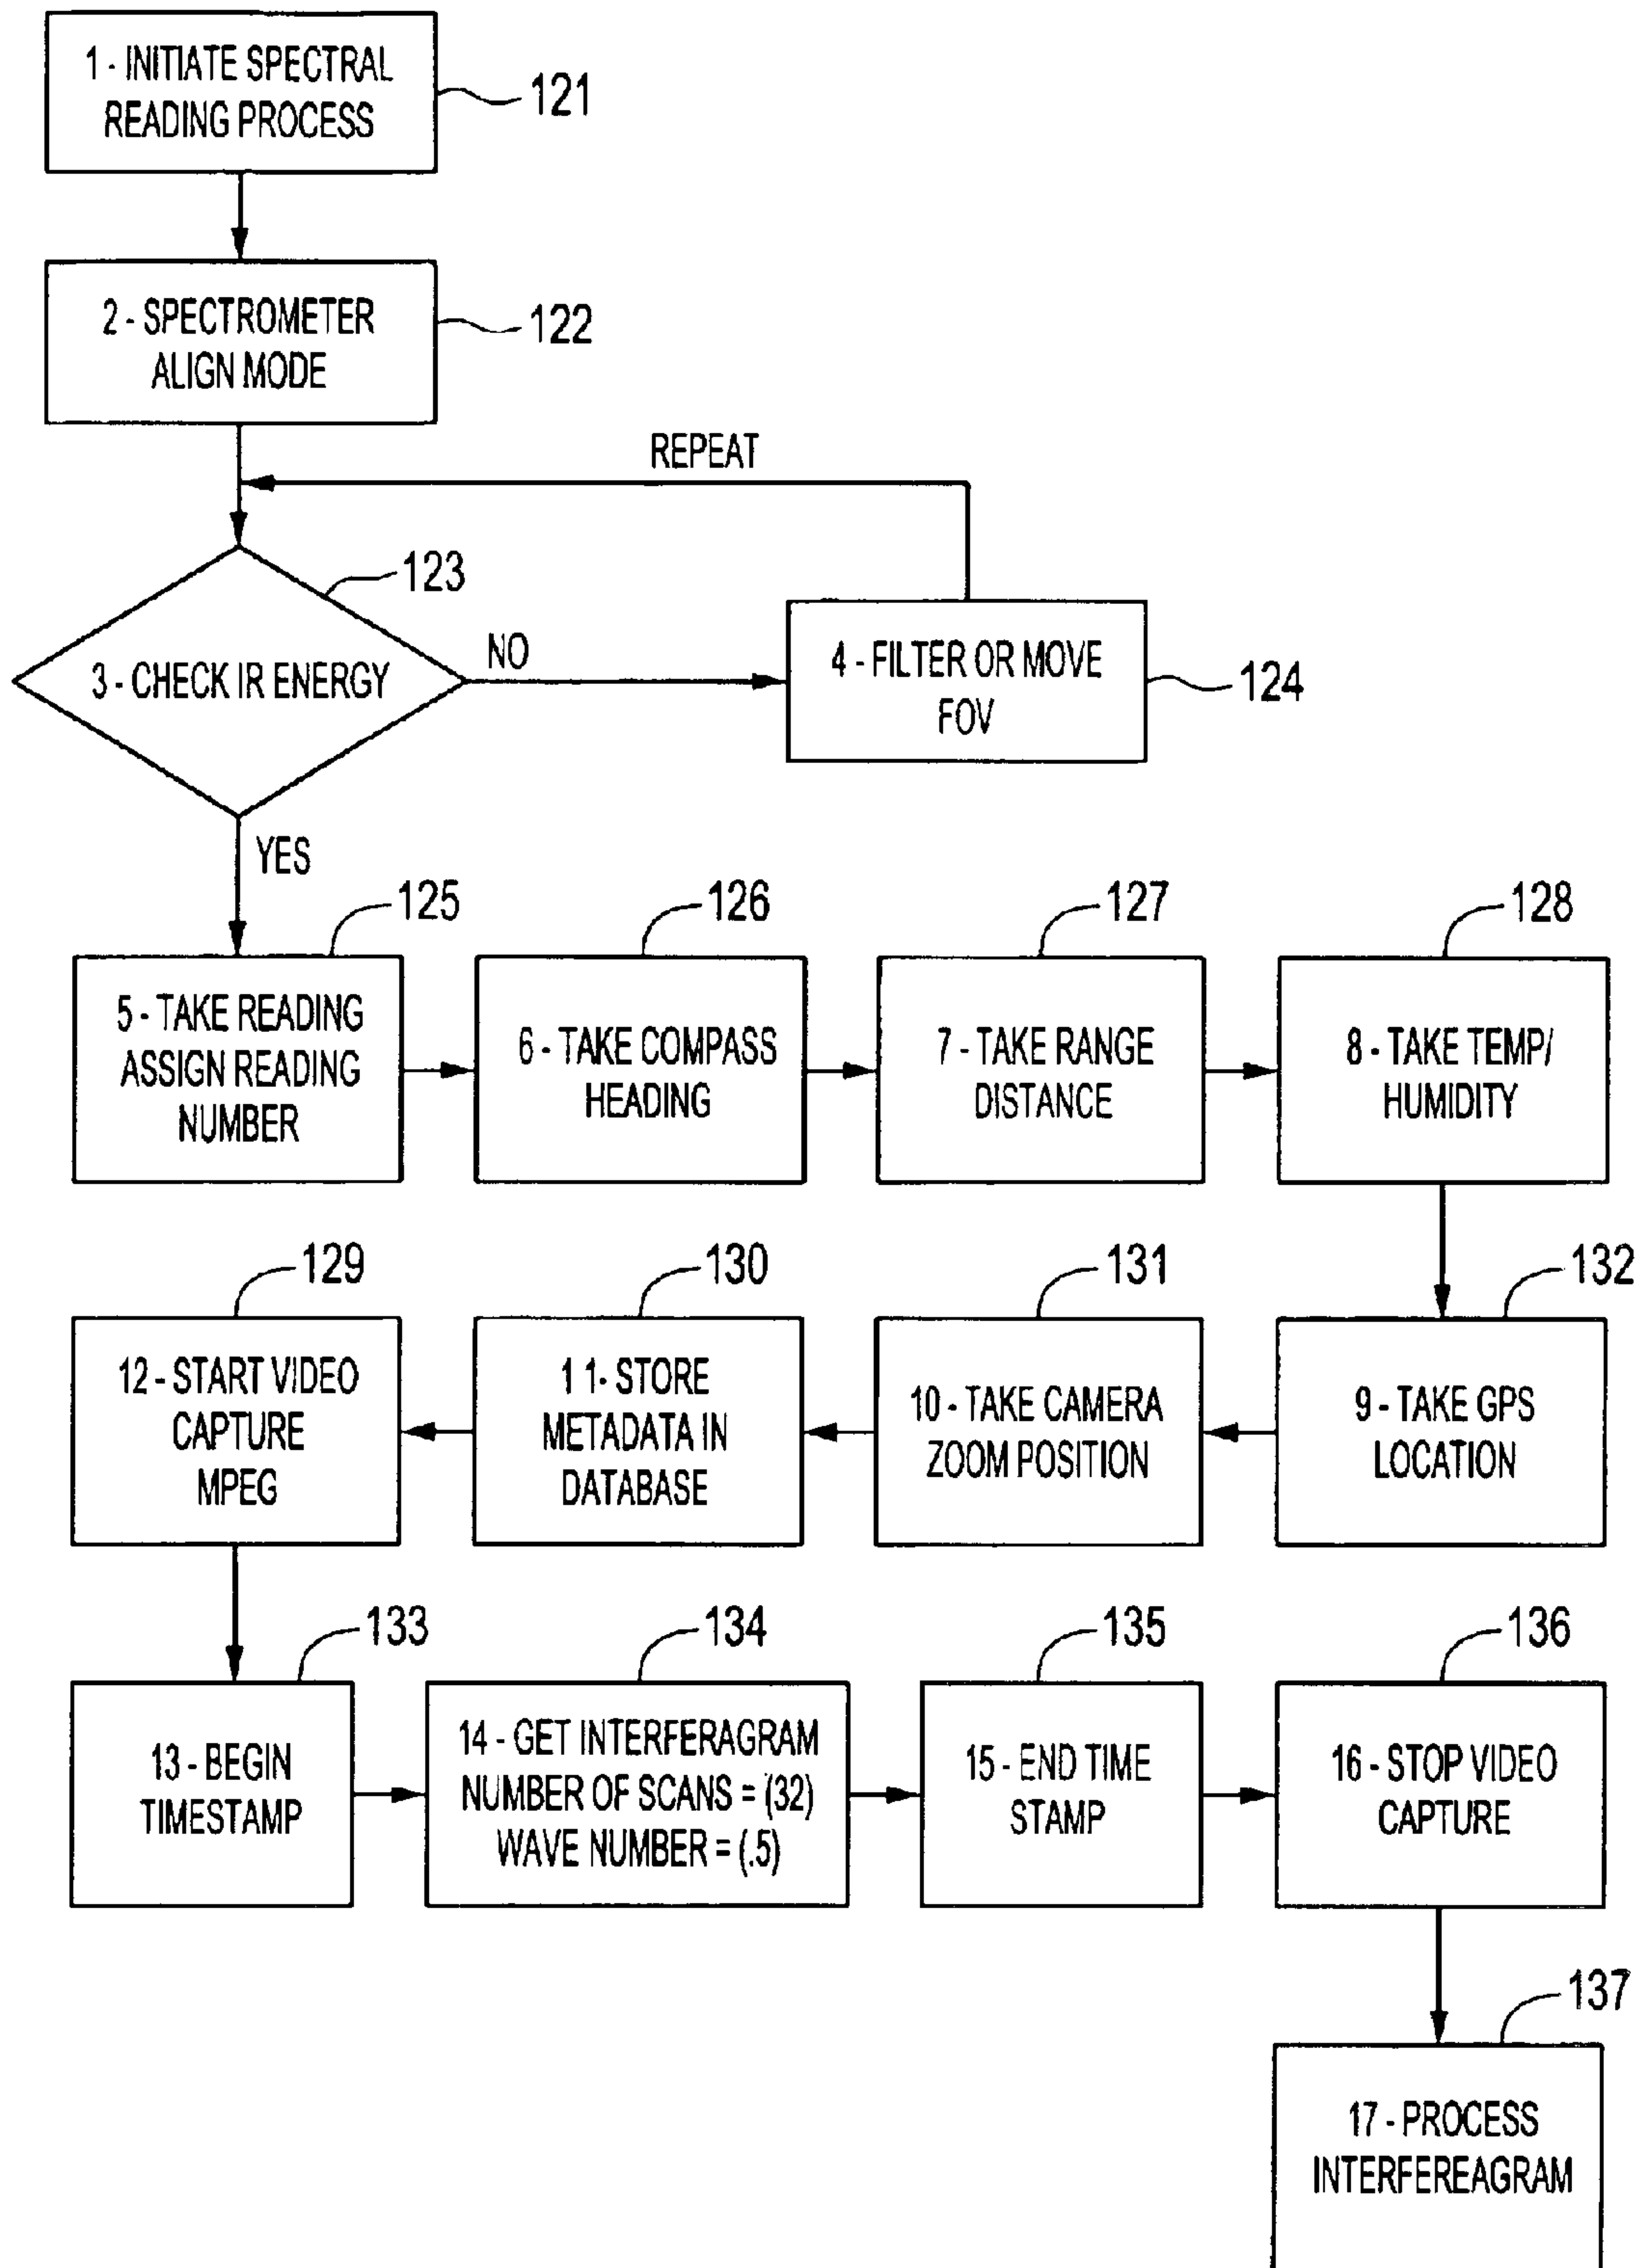 1 - INITIATE SPECTRAL
READING PROCESS
121
2 - SPECTROMETER
ALIGN MODE
122
REPEAT
123
3 - CHECK IR ENERGY
NO
4 - FILTER OR MOVE
FOV
124
YES
125
5 - TAKE READING
ASSIGN READING
NUMBER
126
6 - TAKE COMPASS
HEADING
127
7 - TAKE RANGE
DISTANCE
128
8 - TAKE TEMP/
HUMIDITY
132
9 - TAKE GPS
LOCATION
131
10 - TAKE CAMERA
ZOOM POSITION
130
1 1- STORE
METADATA IN
DATABASE
129
12 - START VIDEO
CAPTURE
MPEG
133
13 - BEGIN
TIMESTAMP
134
14 - GET INTERFERAGRAM
NUMBER OF SCANS = (32)
WAVE NUMBER = (.5)
135
15 - END TIME
STAMP
136
16 - STOP VIDEO
CAPTURE
137
17 - PROCESS
INTERFEREAGRAM